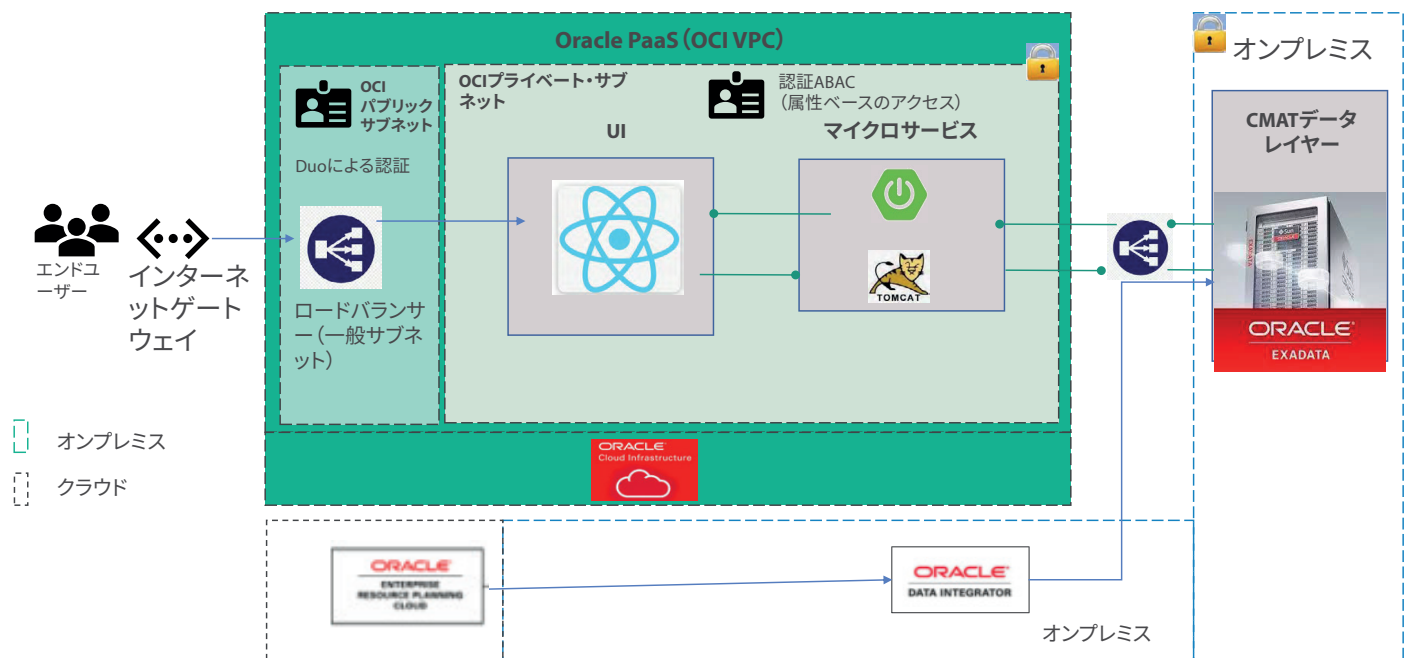 Oracle PaaS（OCI VPC）
オンプレミス
OCI
パブリック
サブネット
Duoによる認証
OCIプライベート・サブ
ネット
認証ABAC
（属性ベースのアクセス）
UI
マイクロサービス
CMATデータ
レイヤー
TOMCAT
EXADATA
ORACLE
EXADATA
エンドユ
ーザー
インターネ
ットゲート
ウェイ
ロードバランサ
ー（一般サブネ
ット）
オンプレミス
クラウド
ORACLE
Cloud Infrastructure
ORACLE
ENTERPRISE
RESOURCE PLANNING
CLOUD
ORACLE
DATA INTEGRATOR
オンプレミス